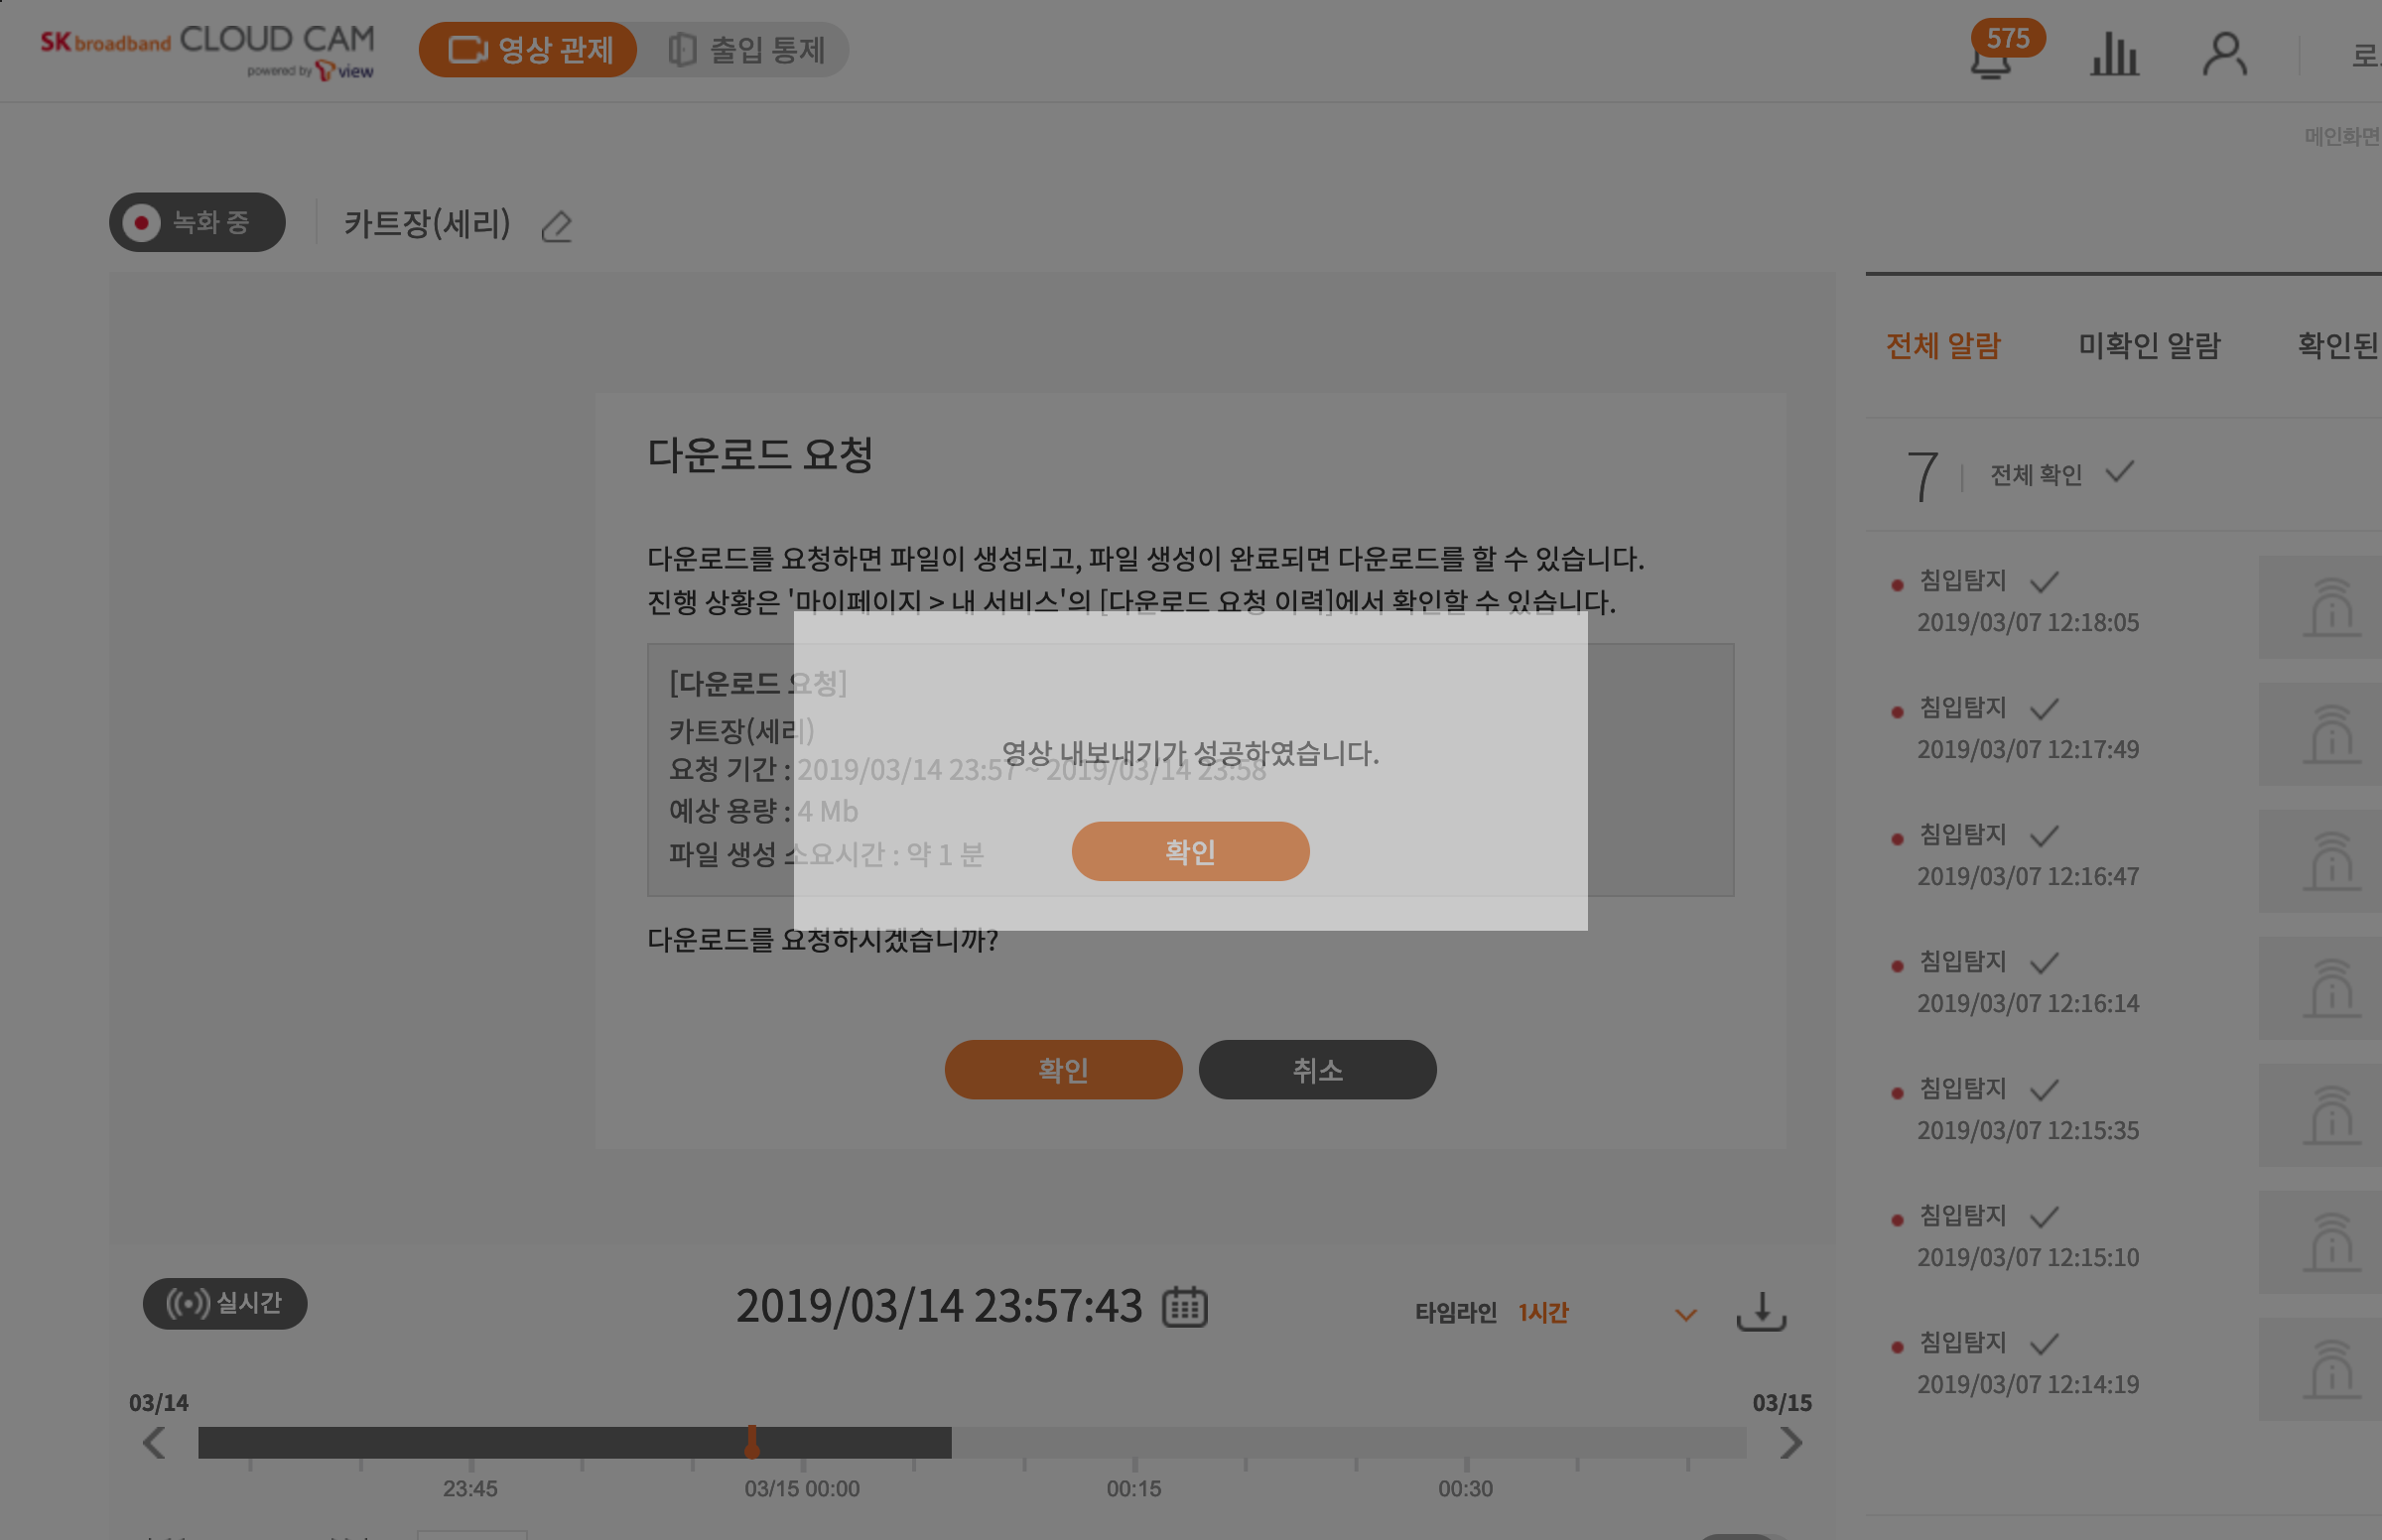 SK broadband CLOUD CAM
powered by Tview
영상 관제
출입 통제
575
메인화면
녹화 중
카트장(세리)
다운로드 요청
다운로드를 요청하면 파일이 생성되고, 파일 생성이 완료되면 다운로드를 할 수 있습니다.
진행 상황은 '마이페이지 > 내 서비스'의 [다운로드 요청 이력]에서 확인할 수 있습니다.
[다운로드 요청]
카트장(세리)
요청 기간 : 2019/03/14 23:57 ~ 2019/03/14 23:58
예상 용량 : 4 Mb
파일 생성 소요시간 : 약 1 분
영상 내보내기가 성공하였습니다.
확인
다운로드를 요청하시겠습니까?
확인
취소
실시간
2019/03/14 23:57:43
타임라인 1시간
03/14
03/15
23:45
03/15 00:00
00:15
00:30
전체 알람
미확인 알람
확인된
7
전체 확인
침입탐지
2019/03/07 12:18:05
침입탐지
2019/03/07 12:17:49
침입탐지
2019/03/07 12:16:47
침입탐지
2019/03/07 12:16:14
침입탐지
2019/03/07 12:15:35
침입탐지
2019/03/07 12:15:10
침입탐지
2019/03/07 12:14:19